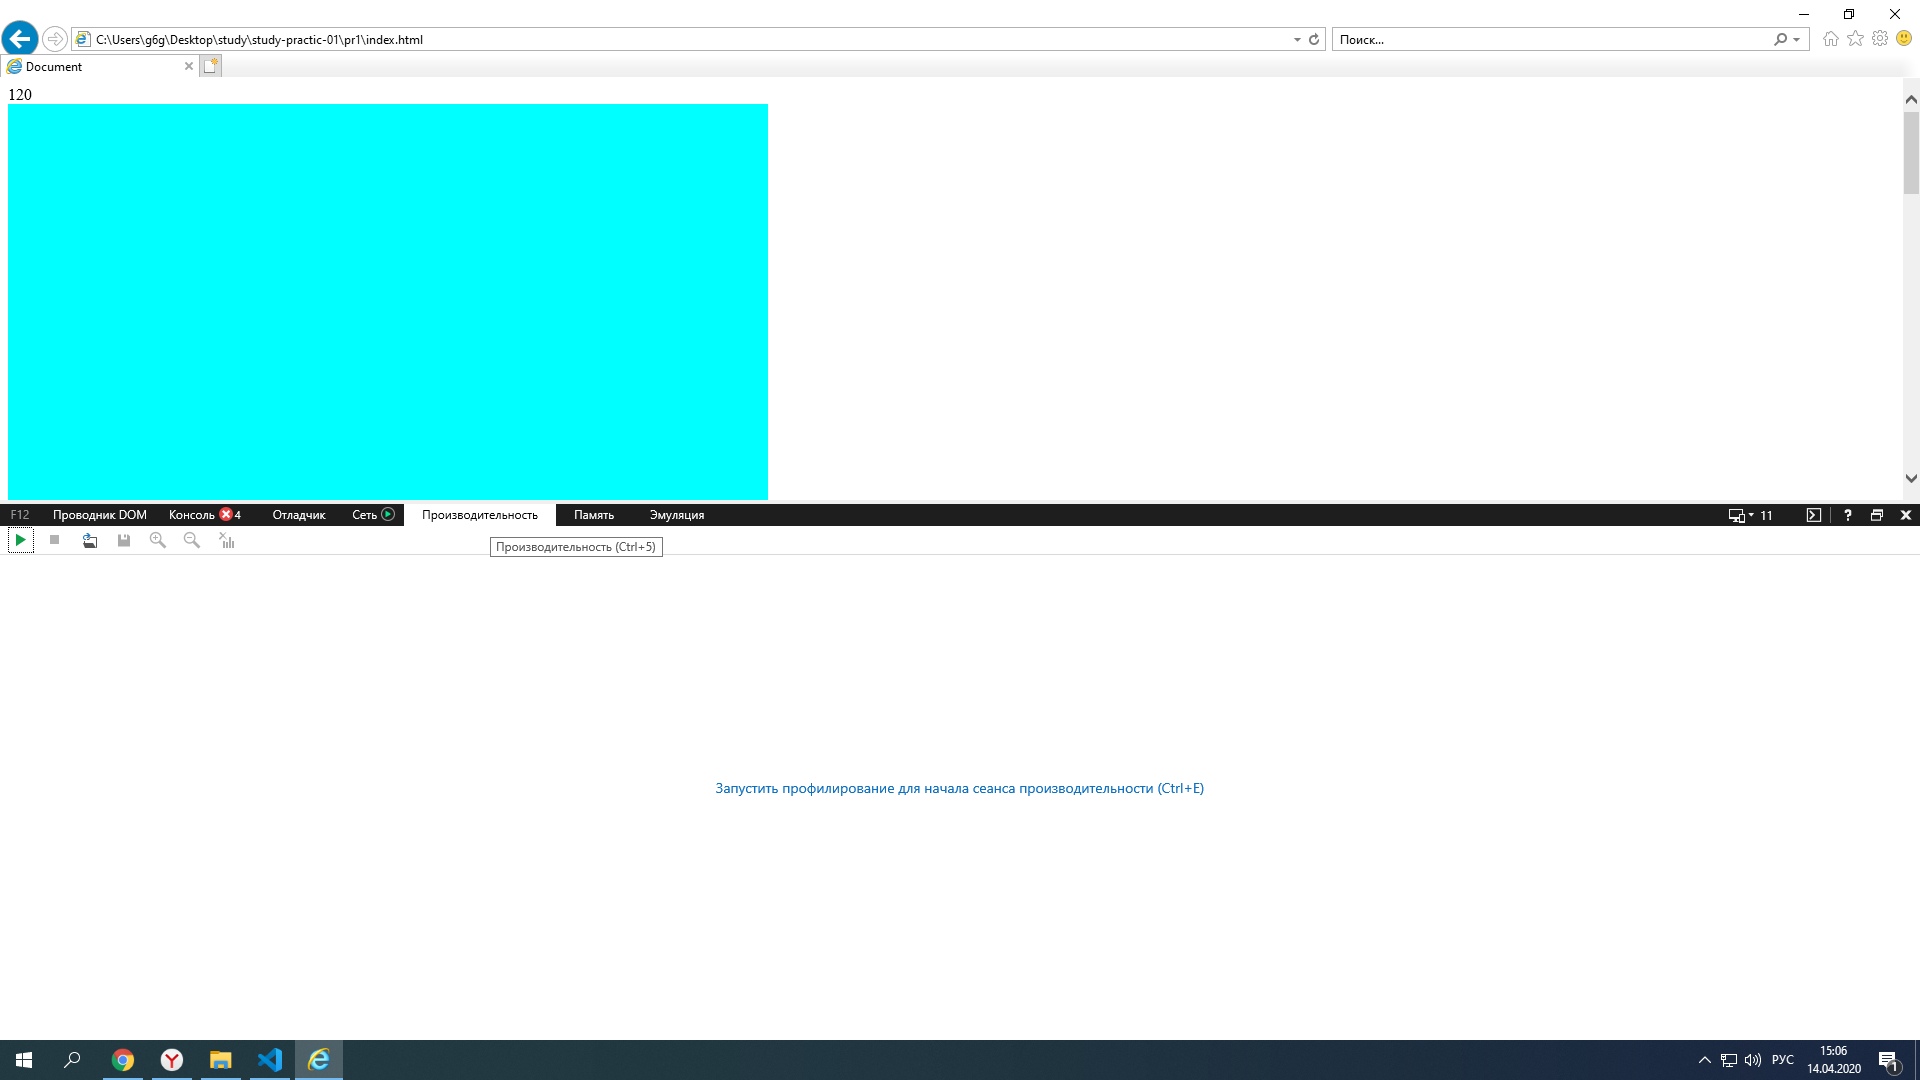 C:\Users\g6g\Desktop\study\study-practic-01\pr1\index.html
Поиск...
Document
120
F12 Проводник DOM Консоль 4 Отладчик Сеть Производительность Память Эмуляция 11 ?
Производительность (Ctrl+5)
Запустить профилирование для начала сеанса производительности (Ctrl+E)
РУС
15:06
14.04.2020
1